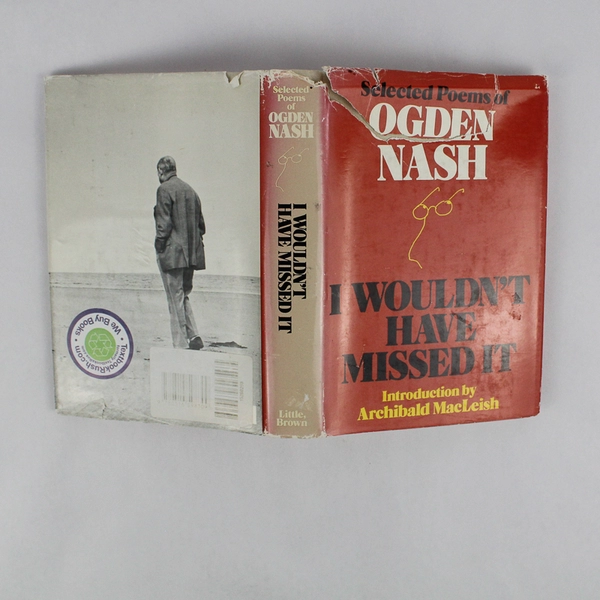 Selected Poems of
OGDEN
NASH
I WOULDN'T
HAVE
MISSED IT
Introduction by
Archibald MacLeish
Selected
Poems
of
OGDEN
NASH
I WOULDN'T
HAVE MISSED IT
Little,
Brown
TextbookRush.com
We Buy Books